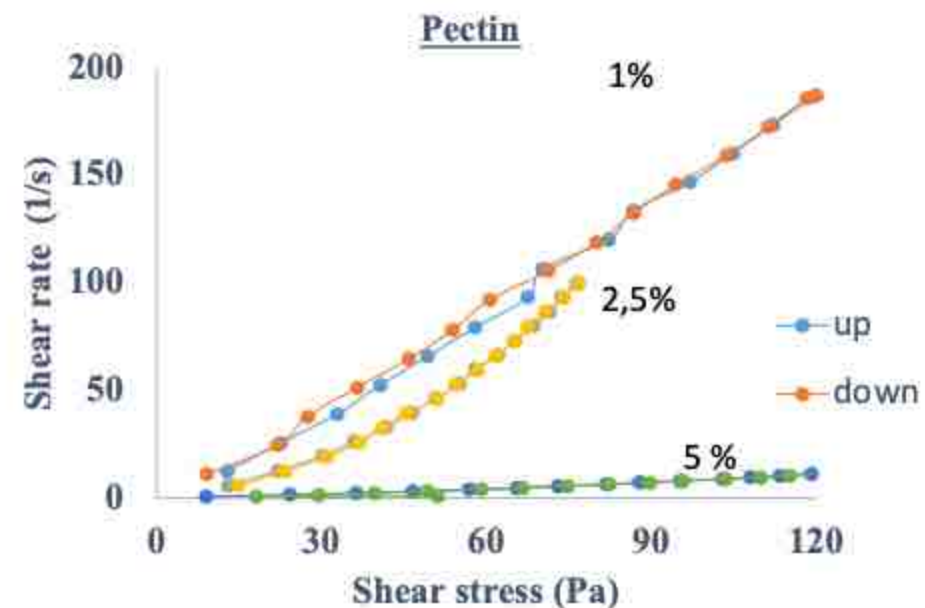 Pectin
200
150
100
50
0
Shear rate (1/s)
1%
2,5%
5 %
up
down
0 30 60 90 120
Shear stress (Pa)